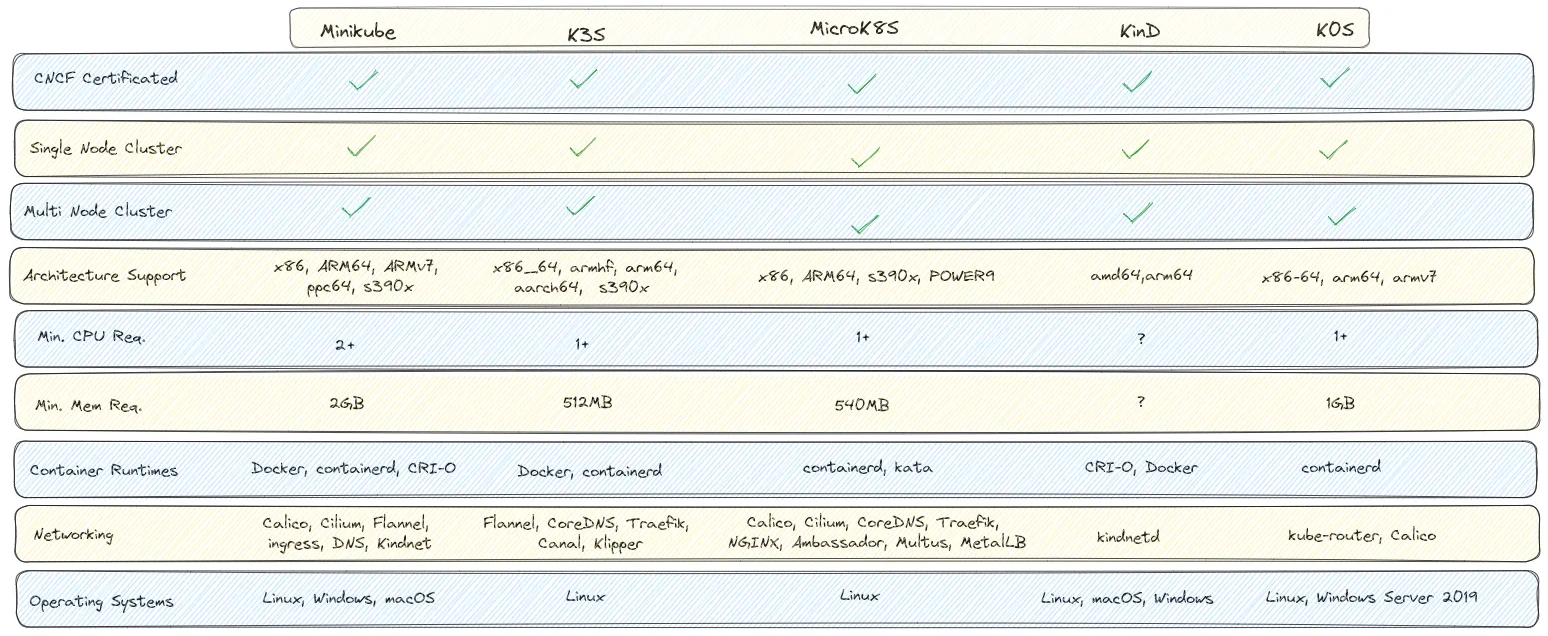 Minikube K3S MicroK8S KinD K0S
CNCF Certificated
Single Node Cluster
Multi Node Cluster
Architecture Support x86, ARM64, ARMv7, x86_64, armhf, arm64, x86, ARM64, s390x, POWER9 amd64,arm64 x86-64, arm64, armv7
ppc64, s390x aarch64, s390x
Min. CPU Req. 2+ 1+ 1+ ? 1+
Min. Mem Req. 2GB 512MB 540MB ? 1GB
Container Runtimes Docker, containerd, CRI-O Docker, containerd containerd, kata CRI-O, Docker containerd
Networking Calico, Cilium, Flannel, Flannel, CoreDNS, Traefik, Calico, Cilium, CoreDNS, Traefik, kindnetd kube-router, Calico
ingress, DNS, Kindnet Canal, Klipper NGINX, Ambassador, Multus, MetalLB
Operating Systems Linux, Windows, macOS Linux Linux Linux, macOS, Windows Linux, Windows Server 2019